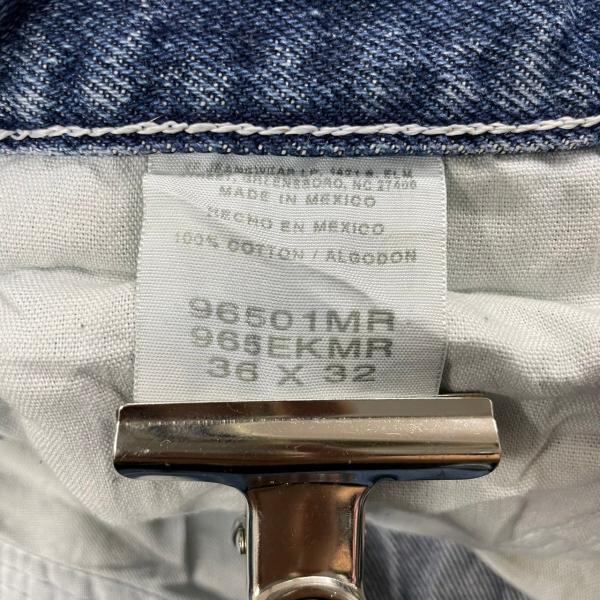 JEANSWEAR LP, 1421 S. ELM
GREENSBORO, NC 27406
MADE IN MEXICO
HECHO EN MEXICO
100% COTTON / ALGODON
96501MR
965EKMR
36 X 32